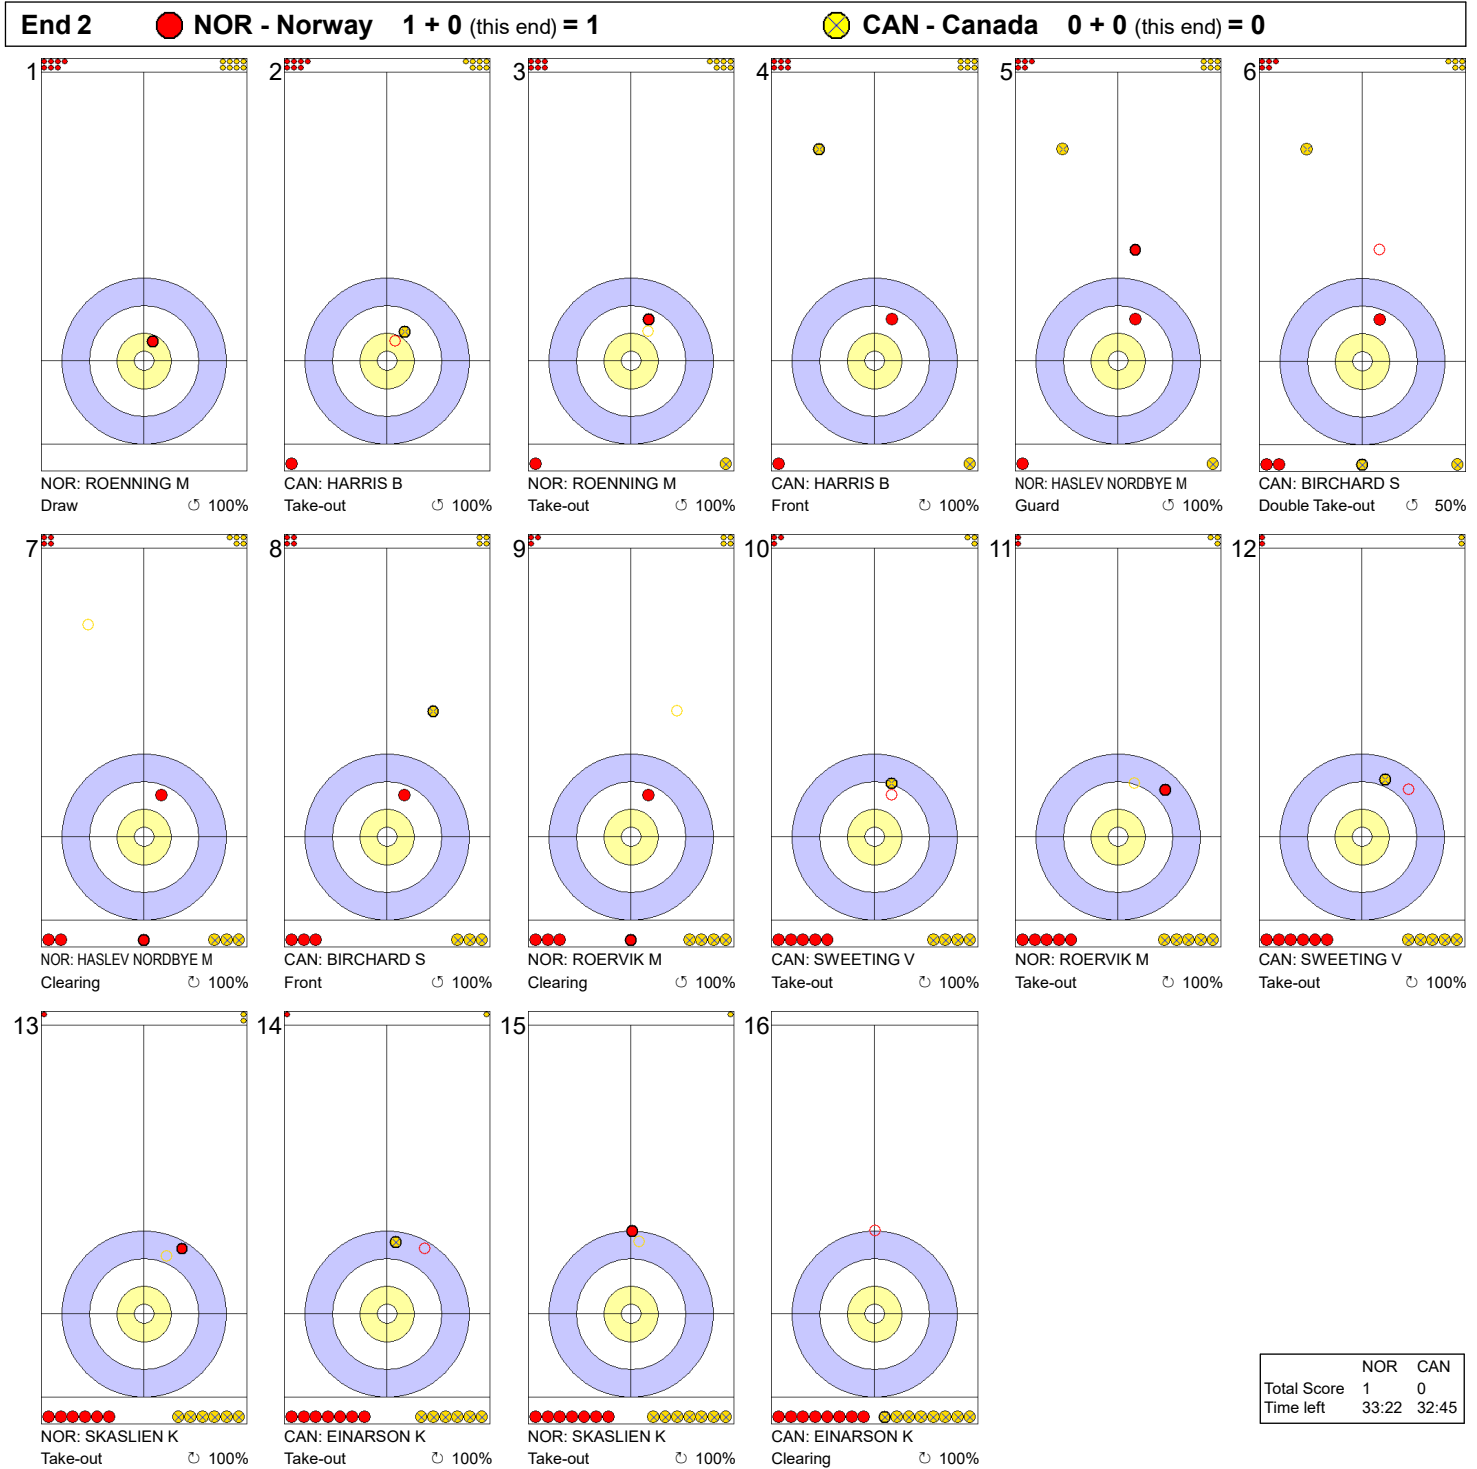 End 2 NOR - Norway 1 + 0 (this end) = 1 CAN - Canada 0 + 0 (this end) = 0
1 2 3 4 5 6
NOR: ROENNING M CAN: HARRIS B NOR: ROENNING M CAN: HARRIS B NOR: HASLEV NORDBYE M CAN: BIRCHARD S
Draw ↺ 100% Take-out ↺ 100% Take-out ↺ 100% Front ↻ 100% Guard ↺ 100% Double Take-out ↺ 50%
7 8 9 10 11 12
NOR: HASLEV NORDBYE M CAN: BIRCHARD S NOR: ROERVIK M CAN: SWEETING V NOR: ROERVIK M CAN: SWEETING V
Clearing ↻ 100% Front ↻ 100% Clearing ↺ 100% Take-out ↻ 100% Take-out ↻ 100% Take-out ↻ 100%
13 14 15 16
NOR: SKASLIEN K CAN: EINARSON K NOR: SKASLIEN K CAN: EINARSON K
Take-out ↻ 100% Take-out ↻ 100% Take-out ↻ 100% Clearing ↻ 100%
NOR CAN
Total Score 1 0
Time left 33:22 32:45